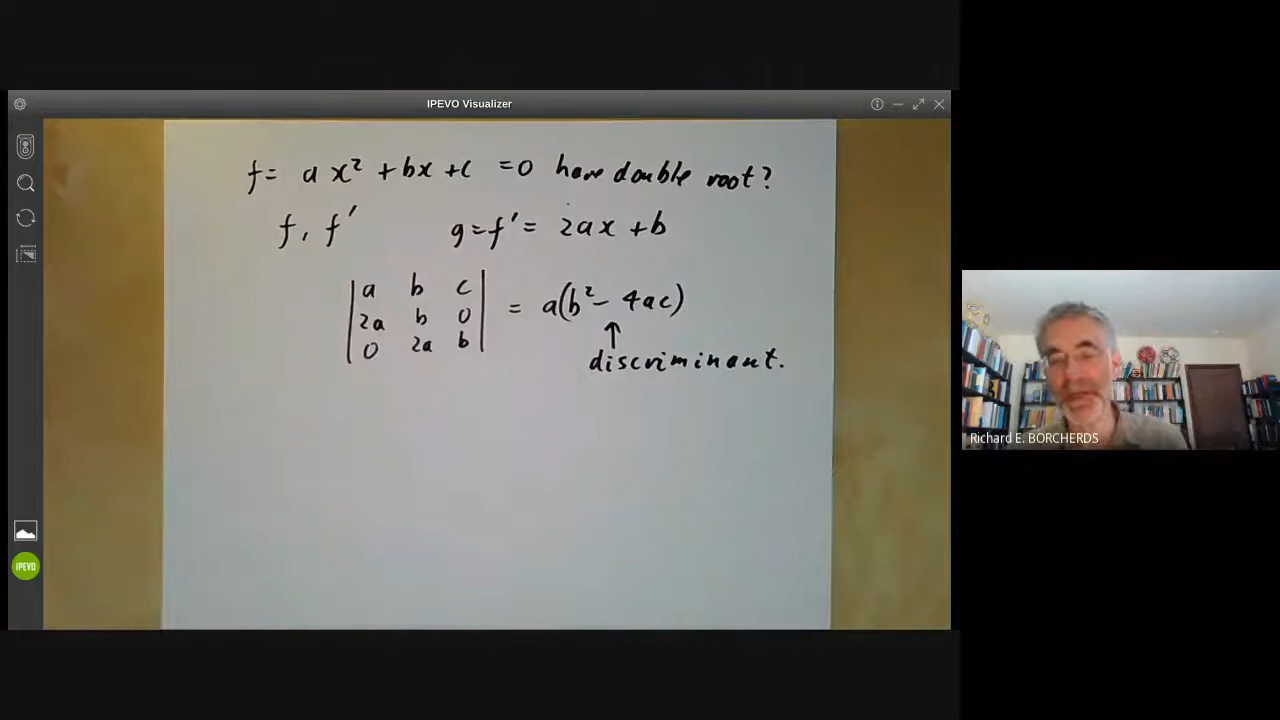 IPEVO Visualizer
f = ax² + bx + c = 0 have double root?
f, f′ g = f′ = 2ax + b
| a b c |
| 2a b 0 | = a(b² − 4ac)
| 0 2a b |
↑
discriminant.
Richard E. BORCHERDS
IPEVO